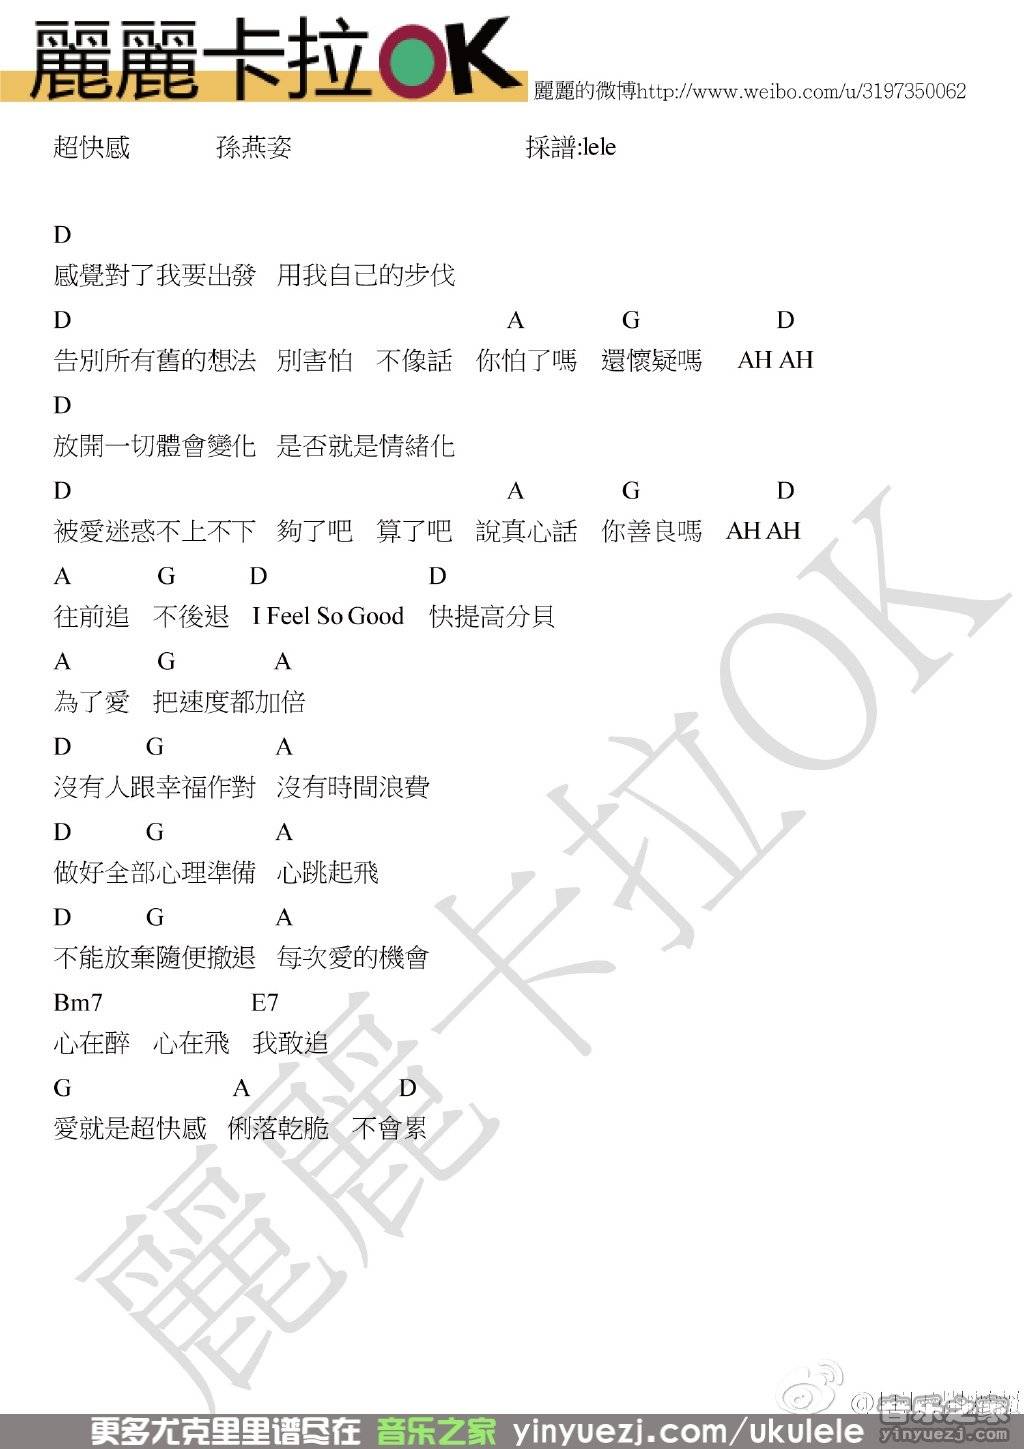 麗麗卡拉OK 麗麗的微博http://www.weibo.com/u/3197350062
超快感 孫燕姿 採譜:lele
D
感覺對了我要出發 用我自己的步伐
D A G D
告別所有舊的想法 別害怕 不像話 你怕了嗎 還懷疑嗎 AH AH
D
放開一切體會變化 是否就是情緒化
D A G D
被愛迷惑不上不下 夠了吧 算了吧 說真心話 你善良嗎 AH AH
A G D D
往前追 不後退 I Feel So Good 快提高分貝
A G A
為了愛 把速度都加倍
D G A
沒有人跟幸福作對 沒有時間浪費
D G A
做好全部心理準備 心跳起飛
D G A
不能放棄隨便撤退 每次愛的機會
Bm7 E7
心在醉 心在飛 我敢追
G A D
愛就是超快感 俐落乾脆 不會累
麗麗卡拉OK
更多尤克里里谱尽在 音乐之家 yinyuezj.com/ukulele
音乐之家
yinyuezj.com